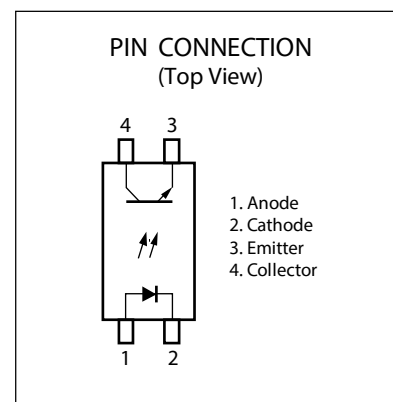 PIN CONNECTION
(Top View)
4 3
1. Anode
2. Cathode
3. Emitter
4. Collector
1 2